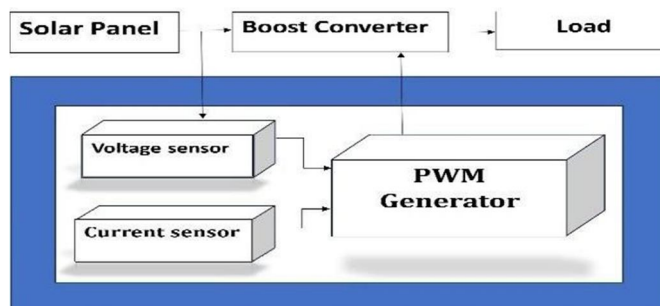 Solar Panel
Boost Converter
Load
Voltage sensor
PWM
Generator
Current sensor